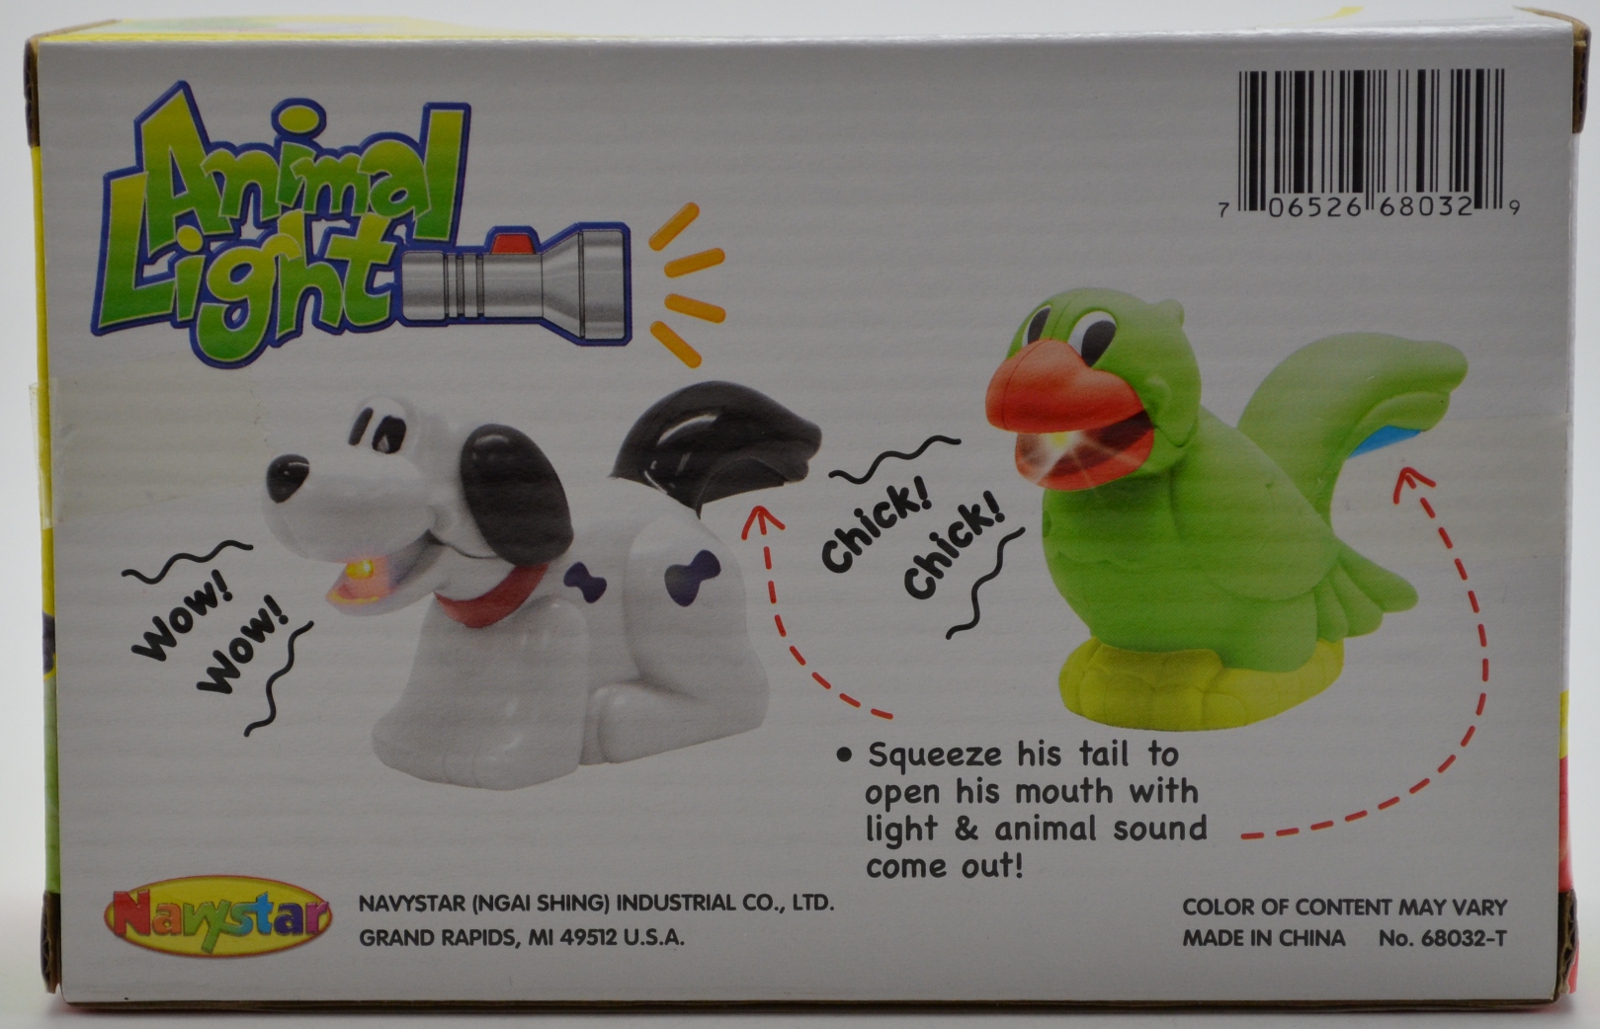 Animal
Light
7 06526 68032 9
Wow!
Wow!
Chick!
Chick!
• Squeeze his tail to
open his mouth with
light & animal sound
come out!
Navystar
NAVYSTAR (NGAI SHING) INDUSTRIAL CO., LTD.
GRAND RAPIDS, MI 49512 U.S.A.
COLOR OF CONTENT MAY VARY
MADE IN CHINA No. 68032-T